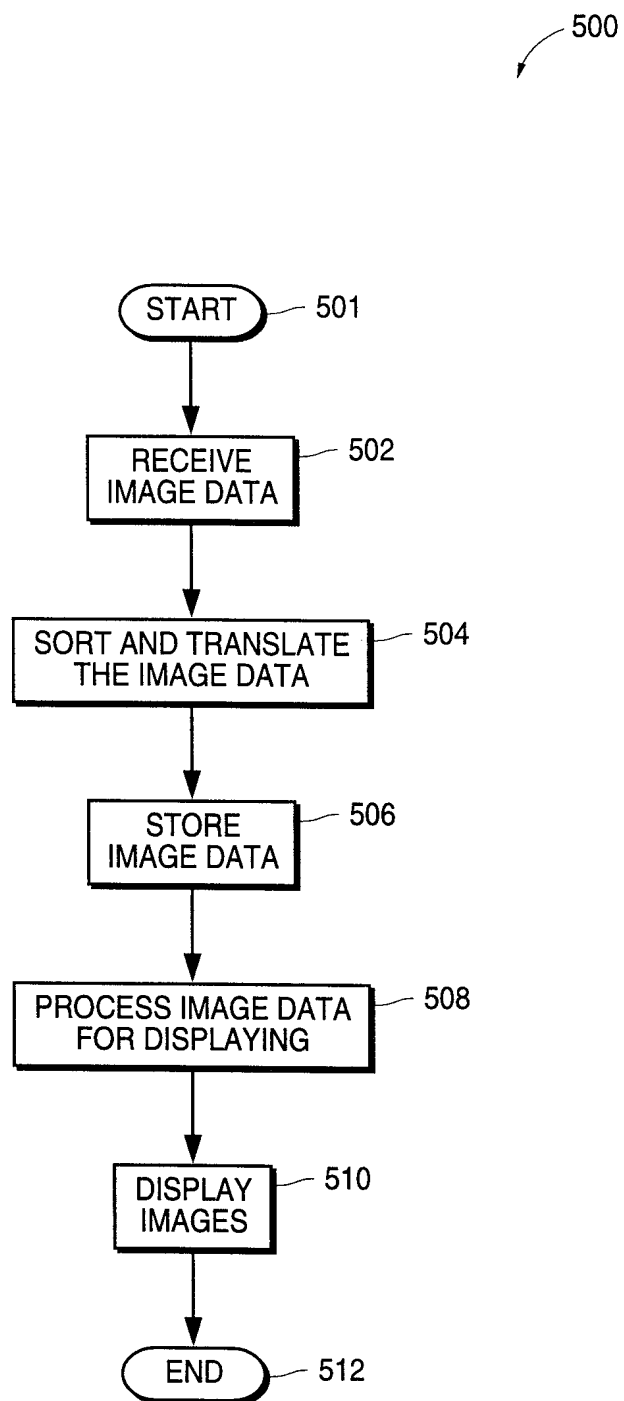 500
START
501
RECEIVE
IMAGE DATA
502
SORT AND TRANSLATE
THE IMAGE DATA
504
STORE
IMAGE DATA
506
PROCESS IMAGE DATA
FOR DISPLAYING
508
DISPLAY
IMAGES
510
END
512